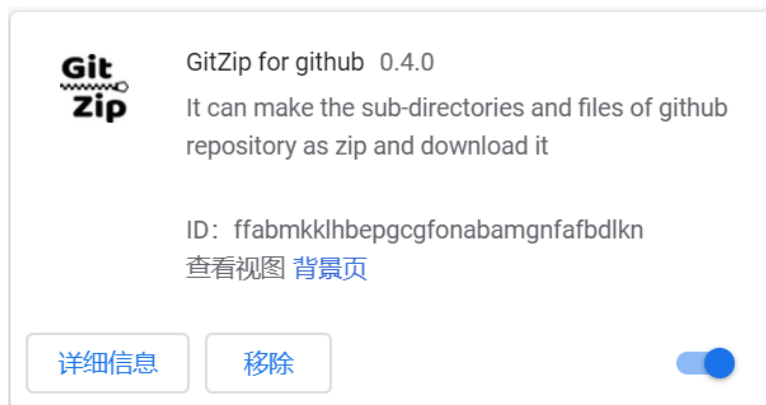 Git
Zip
GitZip for github 0.4.0
It can make the sub-directories and files of github
repository as zip and download it
ID：ffabmkklhbepgcgfonabamgnfafbdlkn
查看视图 背景页
详细信息
移除